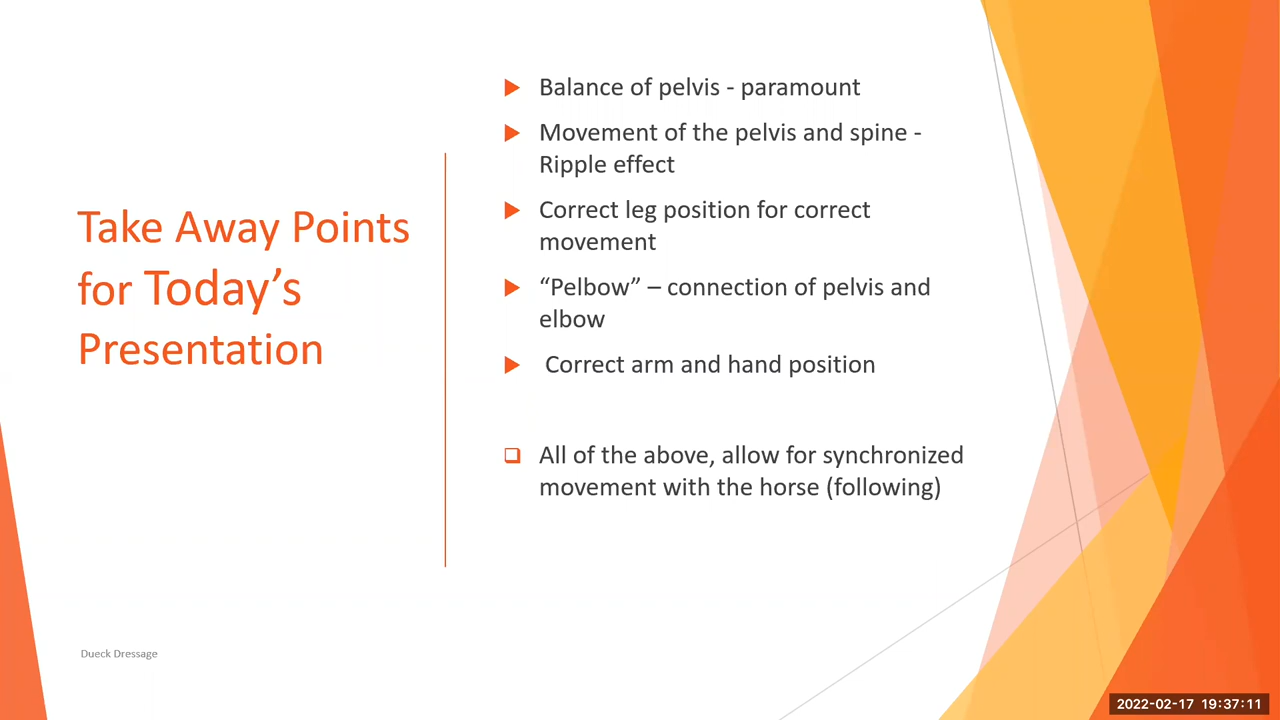 Take Away Points
for Today’s
Presentation
Balance of pelvis - paramount
Movement of the pelvis and spine -
Ripple effect
Correct leg position for correct
movement
“Pelbow” – connection of pelvis and
elbow
Correct arm and hand position
All of the above, allow for synchronized
movement with the horse (following)
Dueck Dressage
2022-02-17 19:37:11